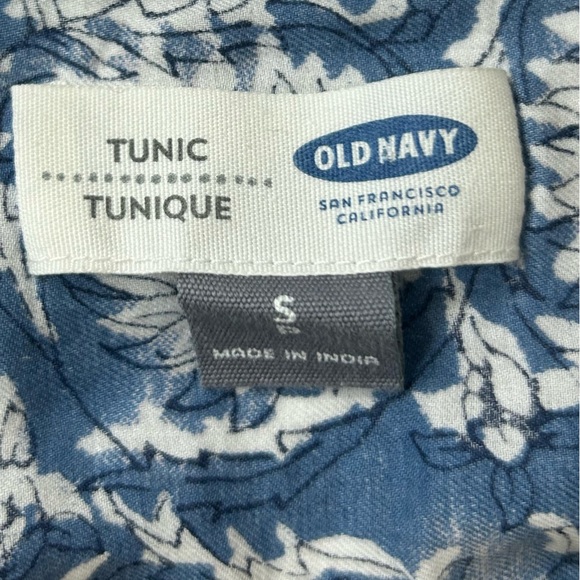 TUNIC
TUNIQUE
OLD NAVY
SAN FRANCISCO
CALIFORNIA
S
P
MADE IN INDIA